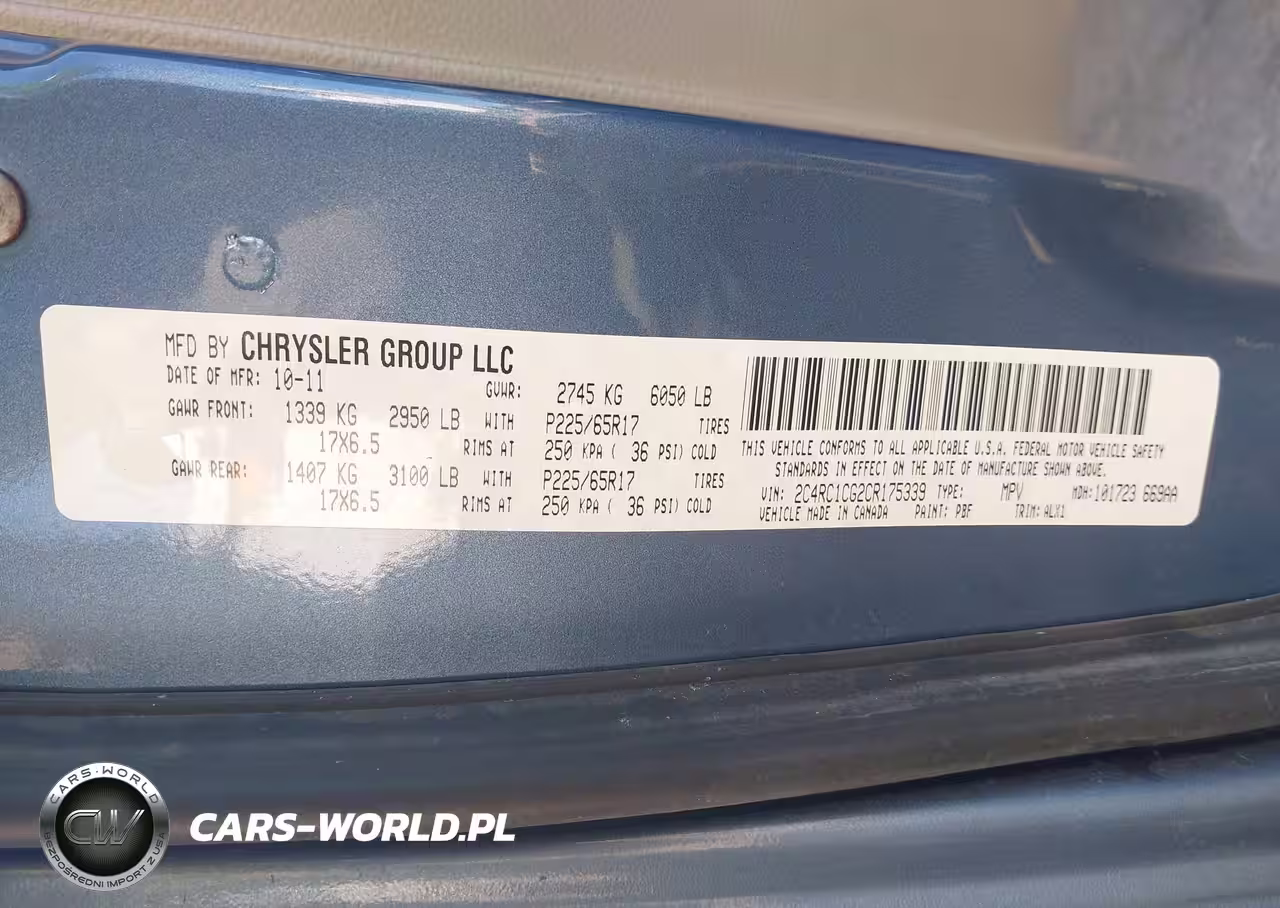 MFD BY CHRYSLER GROUP LLC
DATE OF MFR: 10-11 GVWR: 2745 KG 6050 LB
GAWR FRONT: 1339 KG 2950 LB WITH P225/65R17 TIRES
17X6.5 RIMS AT 250 KPA ( 36 PSI) COLD
GAWR REAR: 1407 KG 3100 LB WITH P225/65R17 TIRES
17X6.5 RIMS AT 250 KPA ( 36 PSI) COLD
THIS VEHICLE CONFORMS TO ALL APPLICABLE U.S.A. FEDERAL MOTOR VEHICLE SAFETY
STANDARDS IN EFFECT ON THE DATE OF MANUFACTURE SHOWN ABOVE.
VIN: 2C4RC1CG2CR175339 TYPE: MPV MDH: 101723 669AA
VEHICLE MADE IN CANADA PAINT: PBF TRIM: ALX1
CARS-WORLD
CW
BEZPOŚREDNI IMPORT Z USA
CARS-WORLD.PL